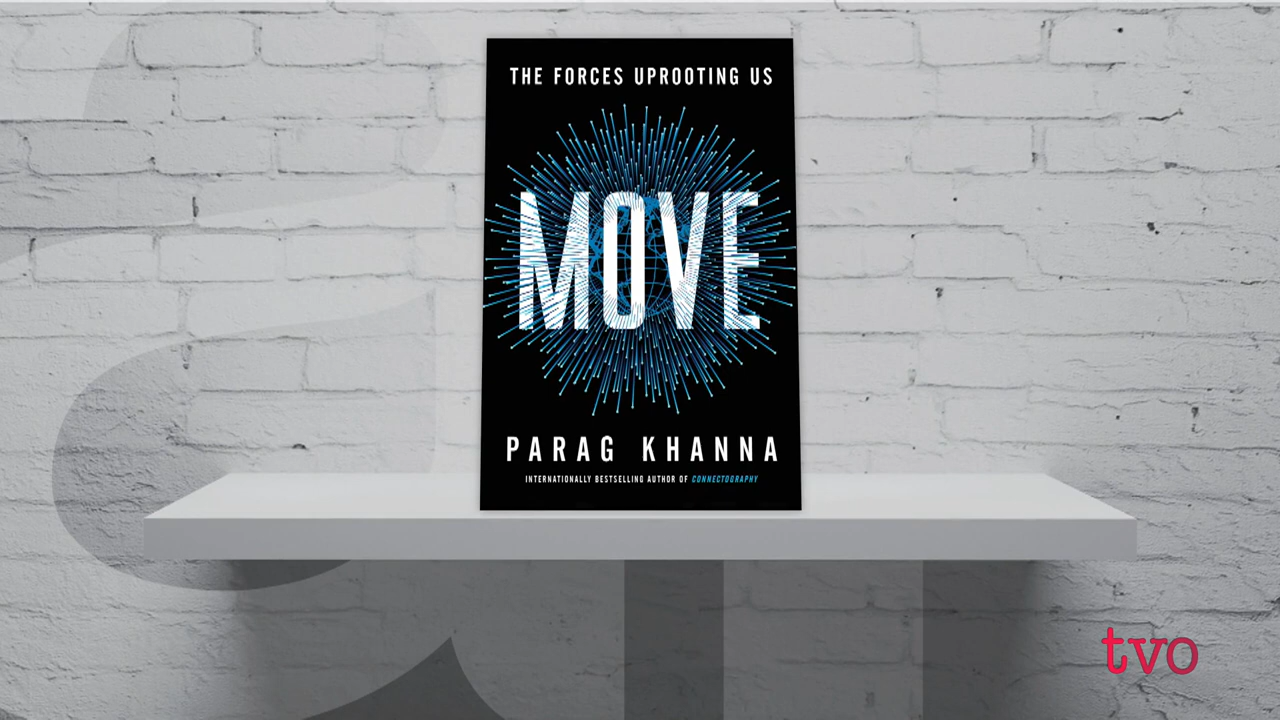 THE FORCES UPROOTING US
MOVE
PARAG KHANNA
INTERNATIONALLY BESTSELLING AUTHOR OF CONNECTOGRAPHY
tvo